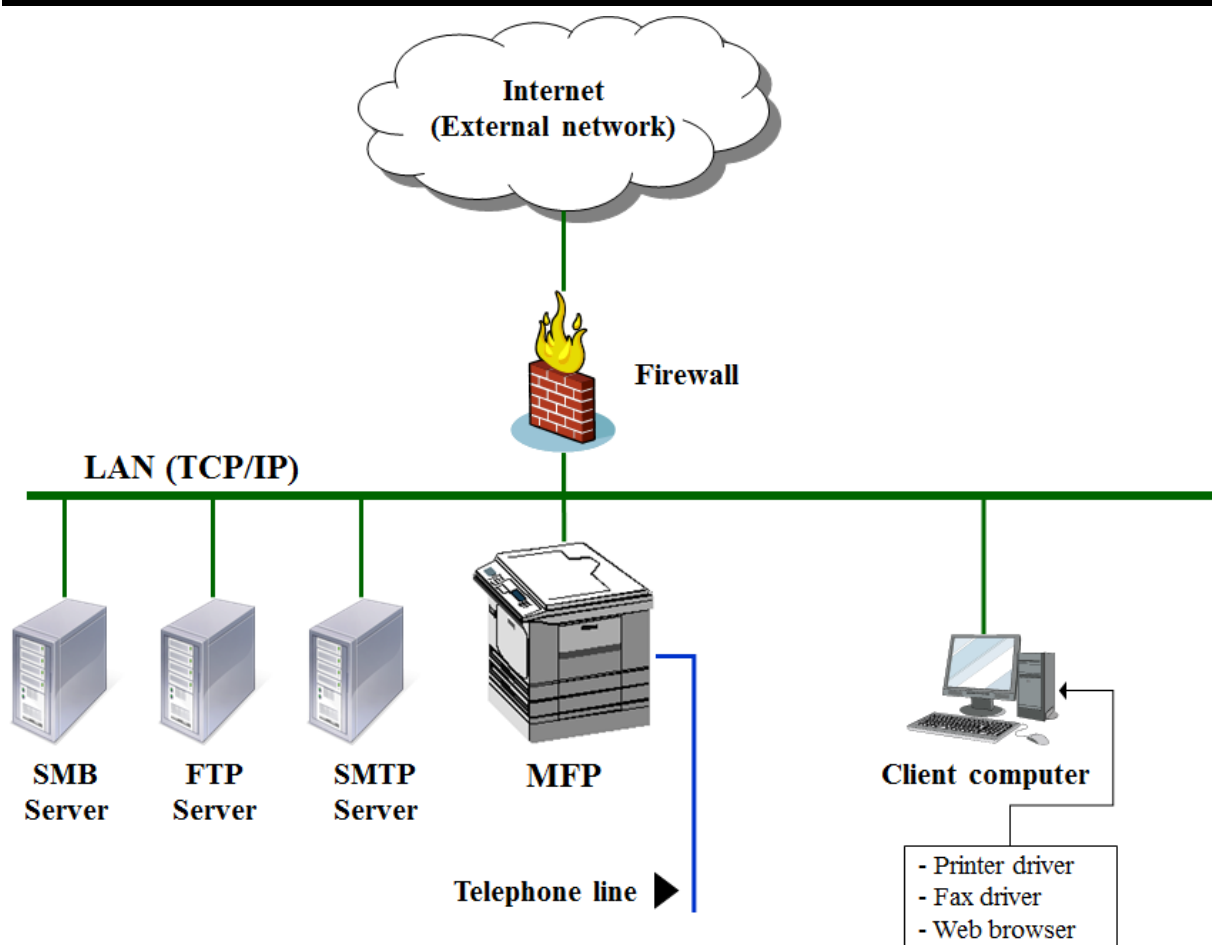 Internet
(External network)
Firewall
LAN (TCP/IP)
SMB
Server
FTP
Server
SMTP
Server
MFP
Client computer
Telephone line
- Printer driver
- Fax driver
- Web browser